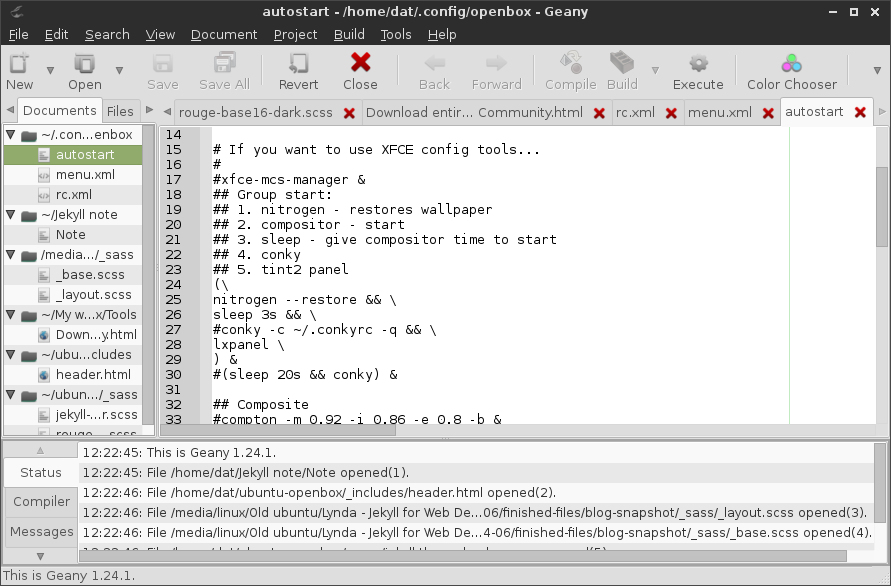 autostart - /home/dat/.config/openbox - Geany
File Edit Search View Document Project Build Tools Help
New Open Save Save All Revert Close Back Forward Compile Build Execute Color Chooser
Documents Files rouge-base16-dark.scss Download entir... Community.html rc.xml menu.xml autostart
~/.con...enbox
autostart
menu.xml
rc.xml
~/Jekyll note
Note
/media.../_sass
_base.scss
_layout.scss
~/My w...x/Tools
Down...y.html
~/ubu...cludes
header.html
~/ubun.../_sass
jekyll-...r.scss
14
15 # If you want to use XFCE config tools...
16 #
17 #xfce-mcs-manager &
18 ## Group start:
19 ## 1. nitrogen - restores wallpaper
20 ## 2. compositor - start
21 ## 3. sleep - give compositor time to start
22 ## 4. conky
23 ## 5. tint2 panel
24 (\
25 nitrogen --restore && \
26 sleep 3s && \
27 #conky -c ~/.conkyrc -q && \
28 lxpanel \
29 ) &
30 #(sleep 20s && conky) &
31
32 ## Composite
33 #compton -m 0.92 -i 0.86 -e 0.8 -b &
Status
Compiler
Messages
12:22:45: This is Geany 1.24.1.
12:22:45: File /home/dat/Jekyll note/Note opened(1).
12:22:46: File /home/dat/ubuntu-openbox/_includes/header.html opened(2).
12:22:46: File /media/linux/Old ubuntu/Lynda - Jekyll for Web De...06/finished-files/blog-snapshot/_sass/_layout.scss opened(3).
12:22:46: File /media/linux/Old ubuntu/Lynda - Jekyll for Web De...4-06/finished-files/blog-snapshot/_sass/_base.scss opened(4).
This is Geany 1.24.1.